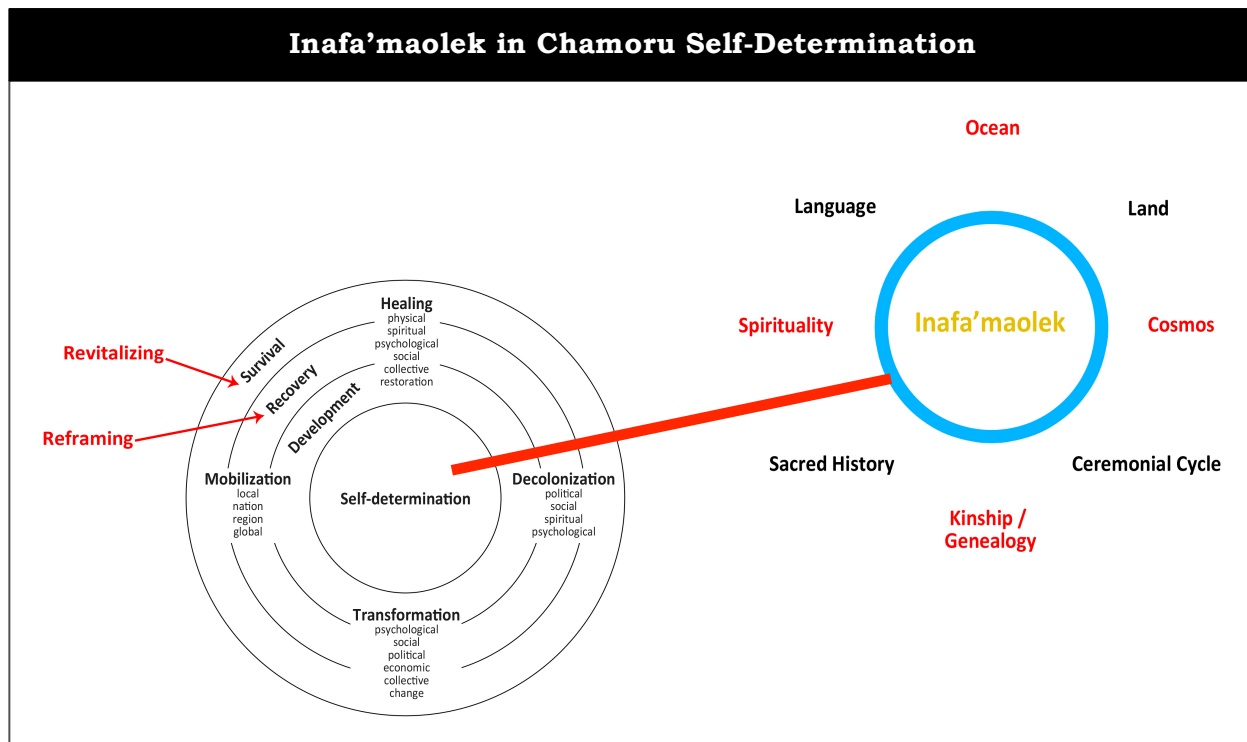 Inafa’maolek in Chamoru Self-Determination
Revitalizing
Reframing
Survival
Recovery
Development
Healing
physical
spiritual
psychological
social
collective
restoration
Mobilization
local
nation
region
global
Self-determination
Decolonization
political
social
spiritual
psychological
Transformation
psychological
social
political
economic
collective
change
Ocean
Language
Land
Spirituality
Inafa’maolek
Cosmos
Sacred History
Ceremonial Cycle
Kinship /
Genealogy